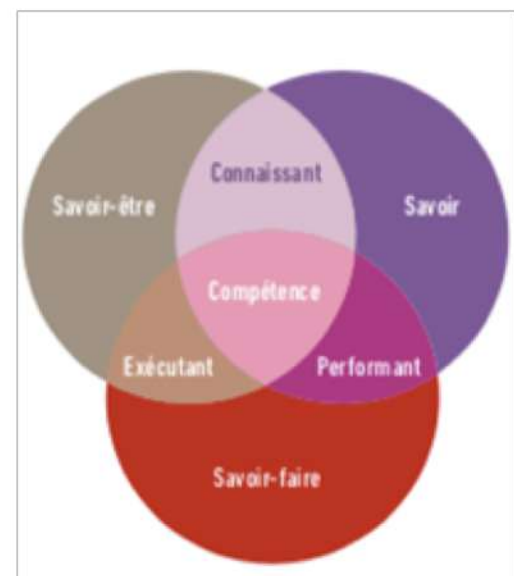 Connaissant
Savoir-être
Savoir
Compétence
Exécutant
Performant
Savoir-faire